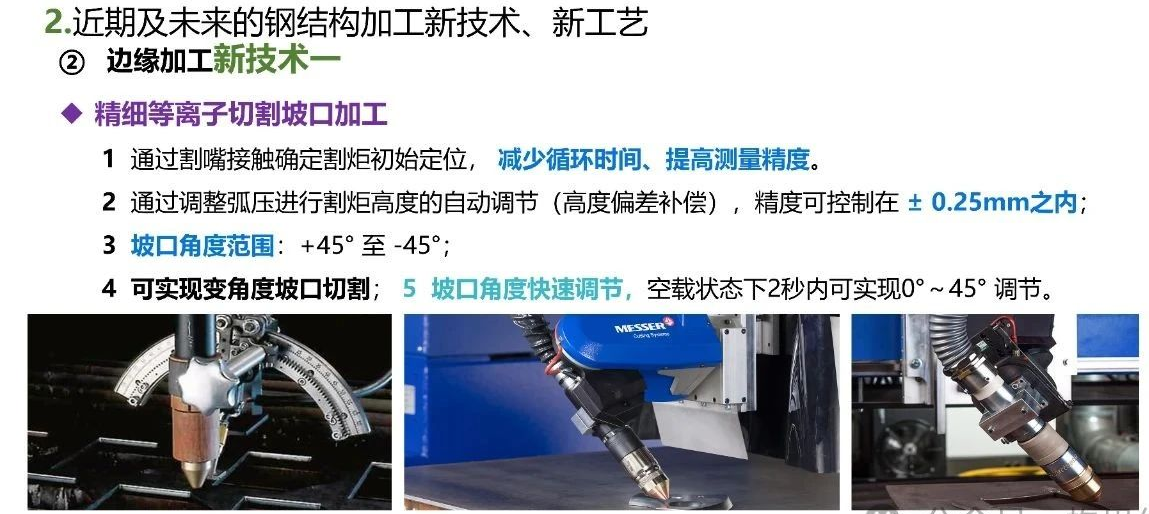 2.近期及未来的钢结构加工新技术、新工艺
② 边缘加工新技术一
◆ 精细等离子切割坡口加工
1 通过割嘴接触确定割炬初始定位， 减少循环时间、提高测量精度。
2 通过调整弧压进行割炬高度的自动调节（高度偏差补偿），精度可控制在 ± 0.25mm之内；
3 坡口角度范围：+45° 至 -45°；
4 可实现变角度坡口切割； 5 坡口角度快速调节，空载状态下2秒内可实现0°～45° 调节。
MESSER
Cutting Systems